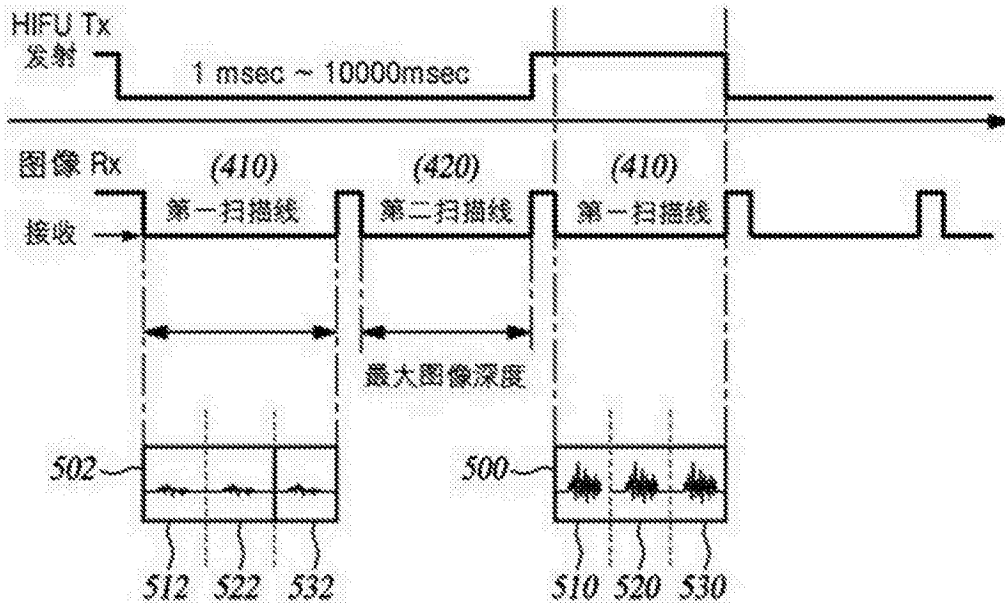 HIFU Tx
发射
1 msec ~ 10000msec
图像 Rx
(410)
(420)
(410)
第一扫描线
第二扫描线
第一扫描线
接收
最大图像深度
502
500
512
522
532
510
520
530